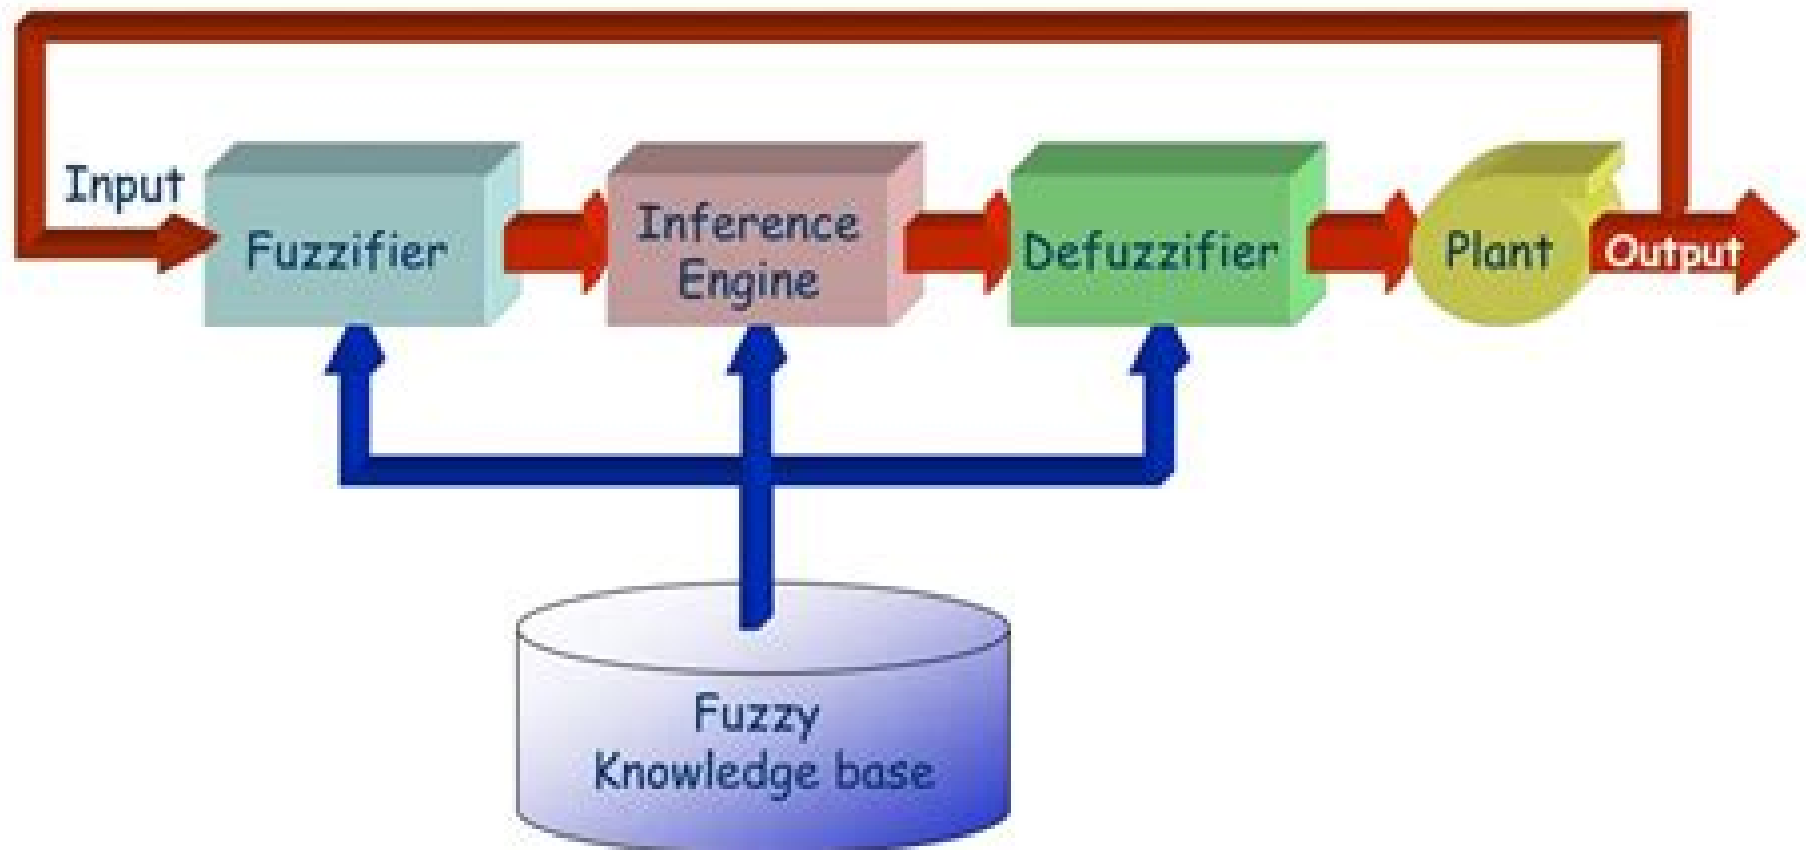 Input
Fuzzifier
Inference
Engine
Defuzzifier
Plant
Output
Fuzzy
Knowledge base